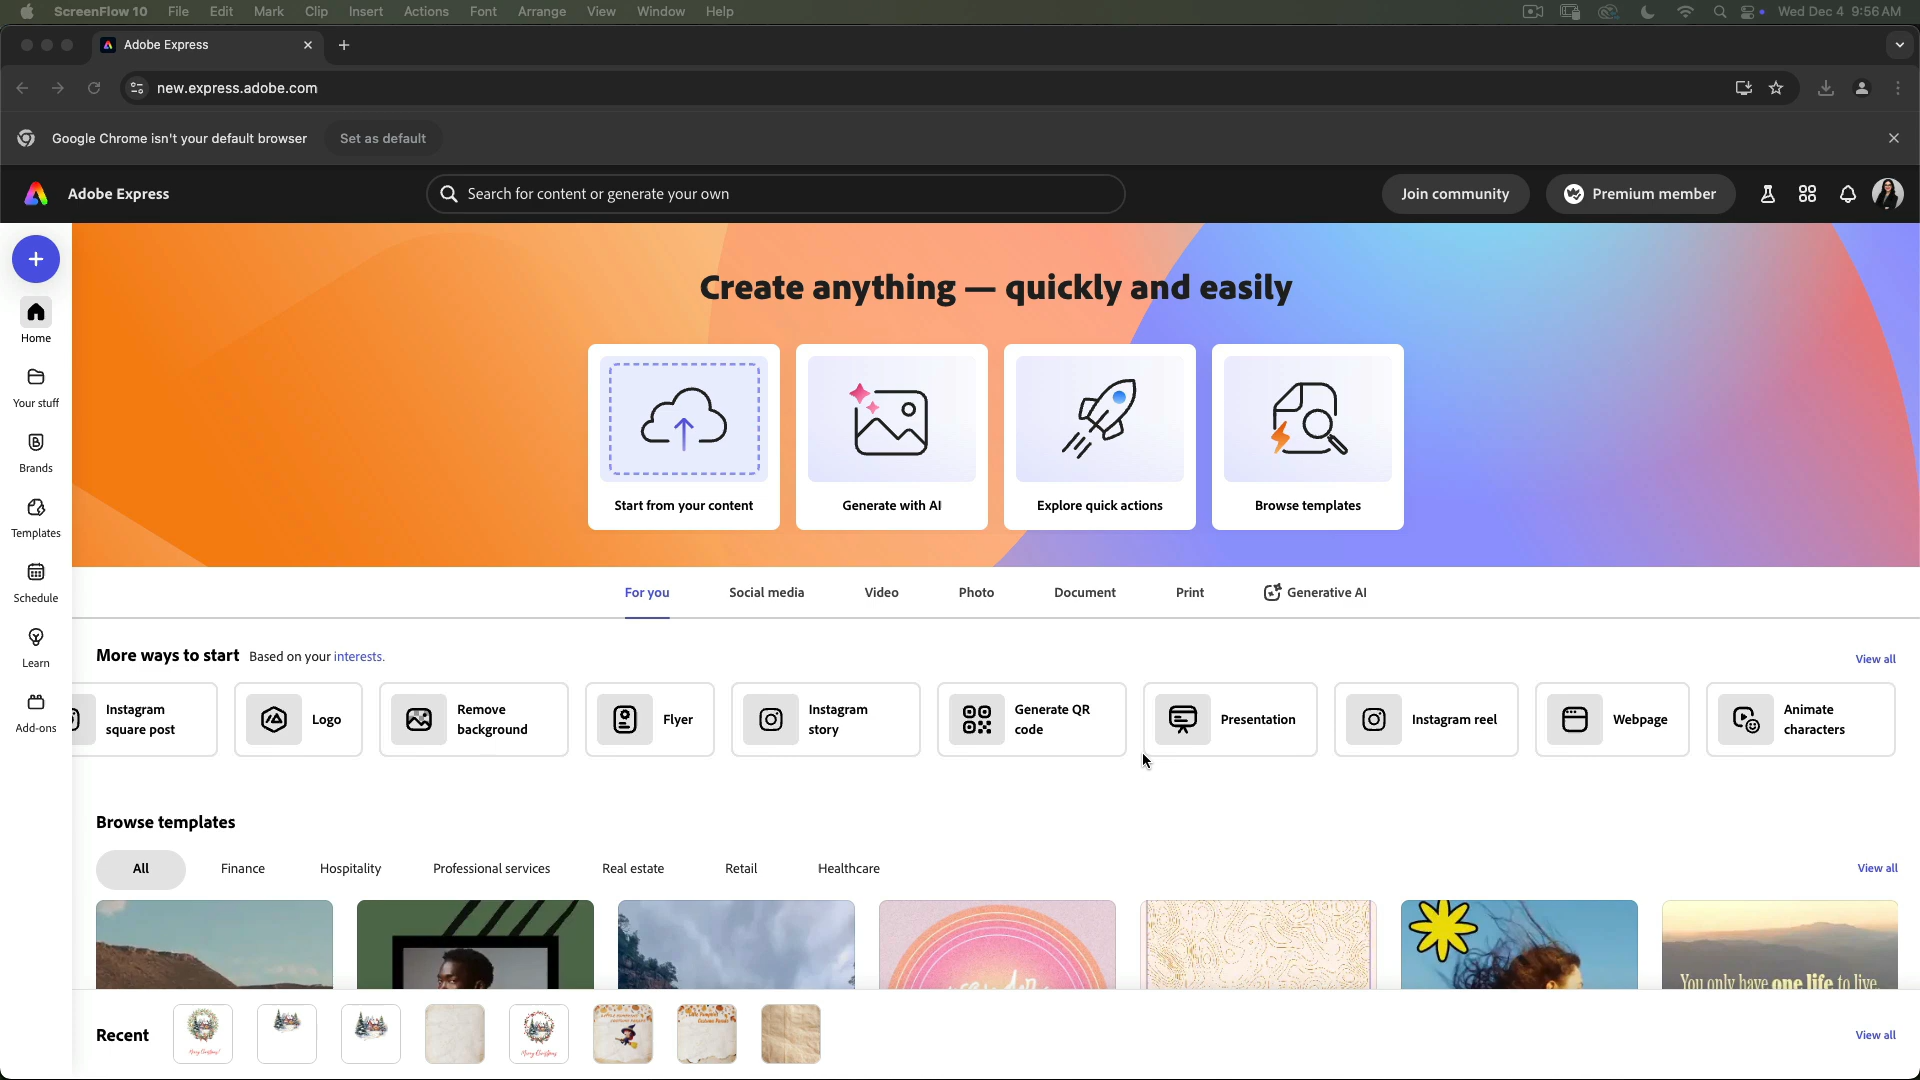 ScreenFlow 10 File Edit Mark Clip Insert Actions Font Arrange View Window Help Wed Dec 4 9:56 AM
Adobe Express
new.express.adobe.com
Google Chrome isn't your default browser Set as default
Adobe Express Search for content or generate your own Join community Premium member
Create anything — quickly and easily
Home
Your stuff
Brands
Templates
Schedule
Learn
Add-ons
Start from your content Generate with AI Explore quick actions Browse templates
For you Social media Video Photo Document Print Generative AI
More ways to start Based on your interests. View all
Instagram
square post
Logo
Remove
background
Flyer
Instagram
story
Generate QR
code
Presentation
Instagram reel
Webpage
Animate
characters
Browse templates
All Finance Hospitality Professional services Real estate Retail Healthcare View all
You only have one life to live.
Recent View all
Merry Christmas!
Merry Christmas